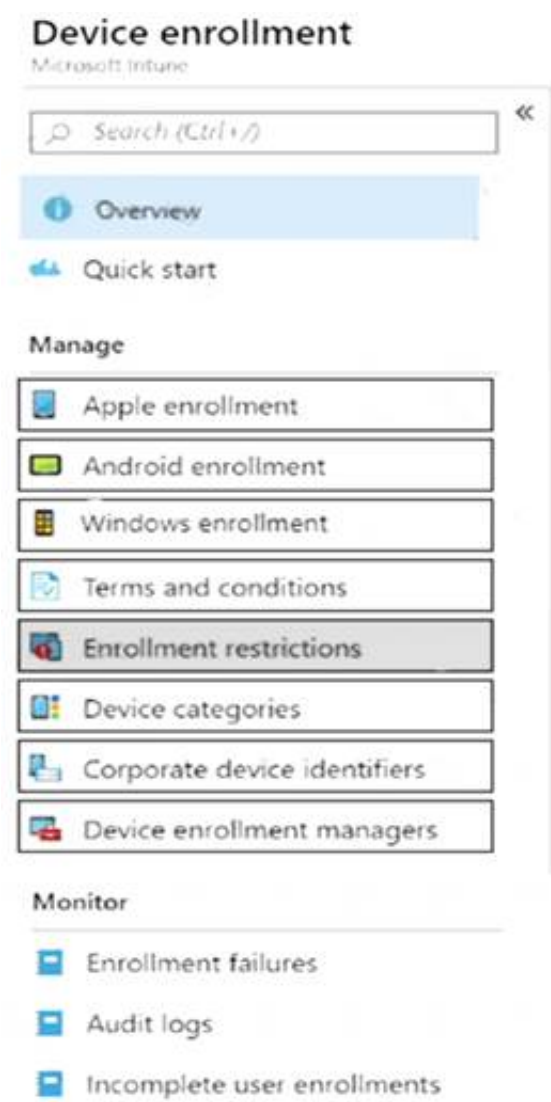 Device enrollment
Microsoft Intune
«
Search (Ctrl+/)
Overview
Quick start
Manage
Apple enrollment
Android enrollment
Windows enrollment
Terms and conditions
Enrollment restrictions
Device categories
Corporate device identifiers
Device enrollment managers
Monitor
Enrollment failures
Audit logs
Incomplete user enrollments